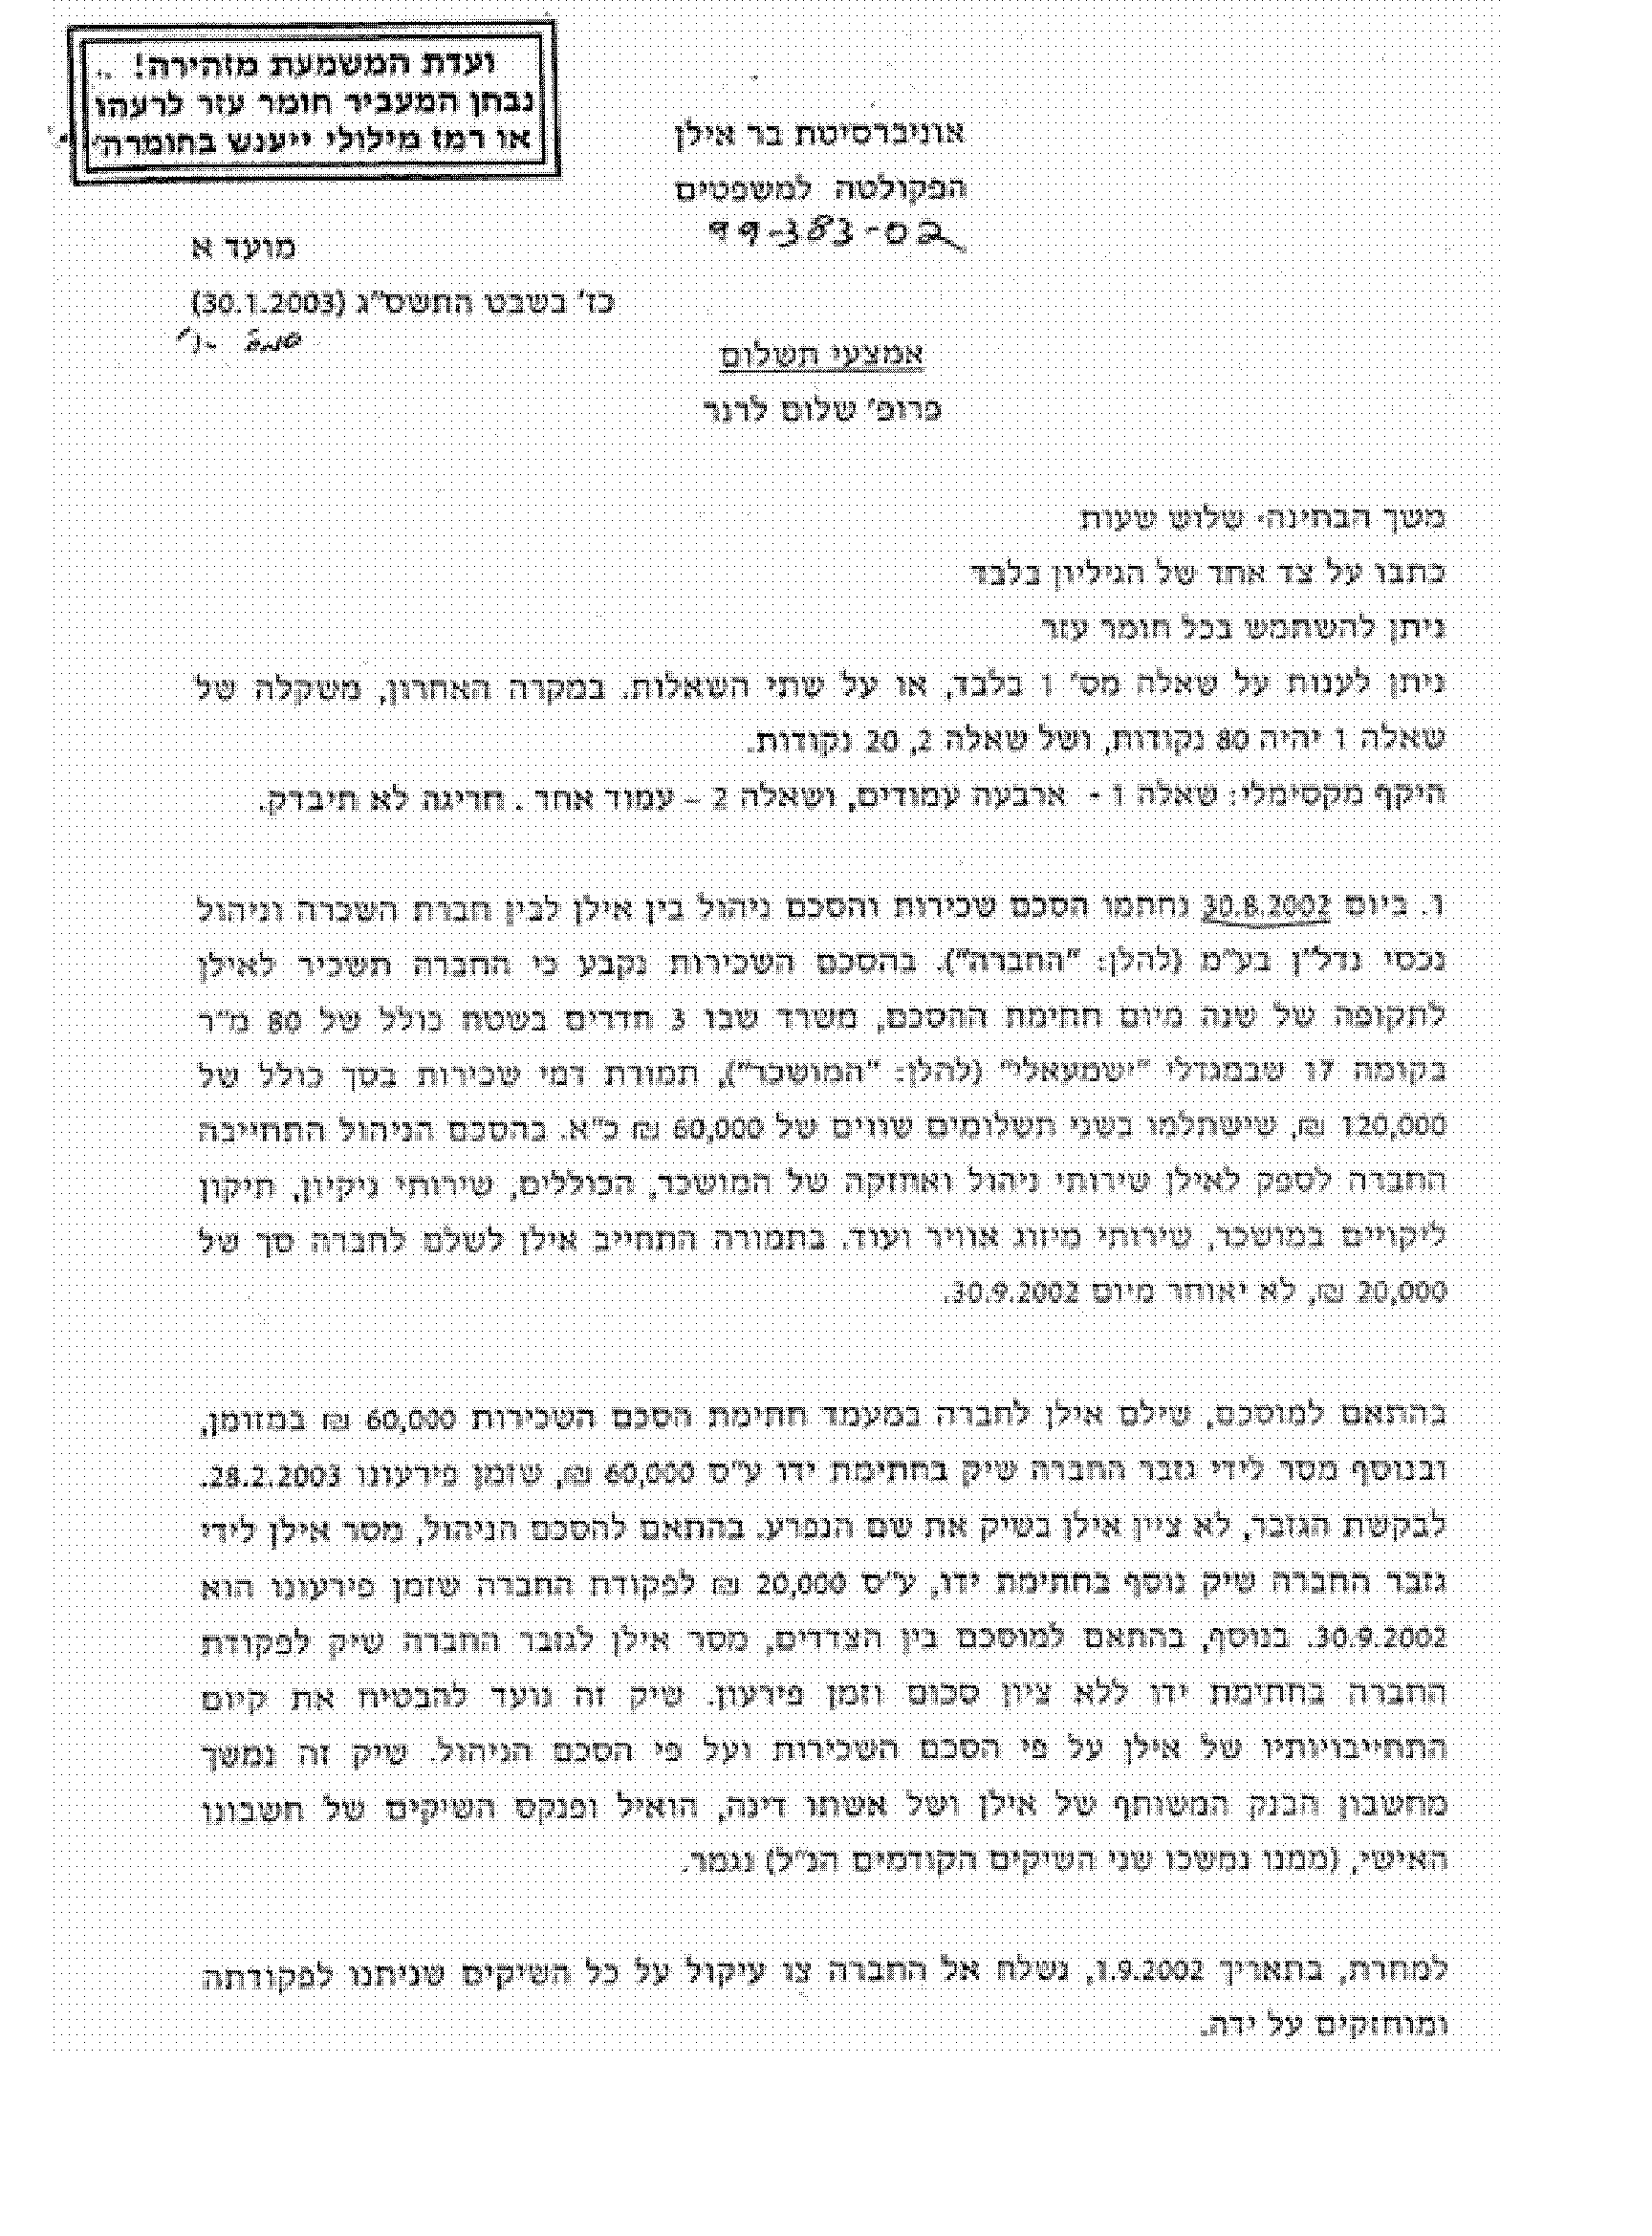 ועדת המשמעת מזהירה!
נבחן המעביר חומר עזר לרעהו
או רמז מילולי ייענש בחומרה
אוניברסיטת בר אילן
הפקולטה למשפטים
99-383-02
מועד א
כז' בשבט התשס"ג (30.1.2003)
אמצעי תשלום
פרופ' שלום לרנר
משך הבחינה- שלוש שעות
כתבו על צד אחד של הגיליון בלבד
ניתן להשתמש בכל חומר עזר
ניתן לענות על שאלה מס' 1 בלבד, או על שתי השאלות. במקרה האחרון, משקלה של
שאלה 1 יהיה 80 נקודות, ושל שאלה 2, 20 נקודות.
היקף מקסימלי: שאלה 1 - ארבעה עמודים, ושאלה 2 – עמוד אחד . חריגה לא תיבדק.
1. ביום 30.8.2002 נחתמו הסכם שכירות והסכם ניהול בין אילן לבין חברת השכרה וניהול
נכסי נדל"ן בע"מ (להלן: "החברה"). בהסכם השכירות נקבע כי החברה תשכיר לאילן
לתקופה של שנה מיום חתימת ההסכם, משרד שבו 3 חדרים בשטח כולל של 80 מ"ר
בקומה 17 שבמגדלי "ישמעאלי" (להלן: "המושכר"), תמורת דמי שכירות בסך כולל של
120,000 ₪, שישתלמו בשני תשלומים שווים של 60,000 ₪ כ"א. בהסכם הניהול התחייבה
החברה לספק לאילן שירותי ניהול ואחזקה של המושכר, הכוללים, שירותי ניקיון, תיקון
ליקויים במושכר, שירותי מיזוג אוויר ועוד. בתמורה התחייב אילן לשלם לחברה סך של
20,000 ₪, לא יאוחר מיום 30.9.2002.
בהתאם למוסכם, שילם אילן לחברה במעמד חתימת הסכם השכירות 60,000 ₪ במזומן,
ובנוסף מסר לידי גזבר החברה שיק בחתימת ידו ע"ס 60,000 ₪, שזמן פירעונו 28.2.2003.
לבקשת הגזבר, לא ציין אילן בשיק את שם הנפרע. בהתאם להסכם הניהול, מסר אילן לידי
גזבר החברה שיק נוסף בחתימת ידו, ע"ס 20,000 ₪ לפקודת החברה שזמן פירעונו הוא
30.9.2002. בנוסף, בהתאם למוסכם בין הצדדים, מסר אילן לגזבר החברה שיק לפקודת
החברה בחתימת ידו ללא ציון סכום וזמן פירעון. שיק זה נועד להבטיח את קיום
התחייבויותיו של אילן על פי הסכם השכירות ועל פי הסכם הניהול. שיק זה נמשך
מחשבון הבנק המשותף של אילן ושל אשתו דינה, הואיל ופנקס השיקים של חשבונו
האישי, (ממנו נמשכו שני השיקים הקודמים הנ"ל) נגמר.
למחרת, בתאריך 1.9.2002, נשלח אל החברה צו עיקול על כל השיקים שניתנו לפקודתה
ומוחזקים על ידה.